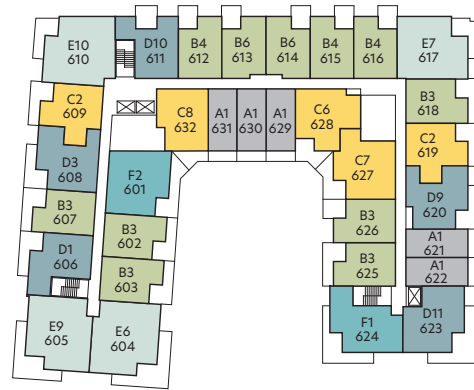 E10
610
D10
611
B4
612
B6
613
B6
614
B4
615
B4
616
E7
617
C2
609
C8
632
A1
631
A1
630
A1
629
C6
628
B3
618
D3
608
F2
601
C7
627
C2
619
B3
607
B3
602
B3
626
D9
620
D1
606
B3
603
B3
625
A1
621
A1
622
E9
605
E6
604
F1
624
D11
623